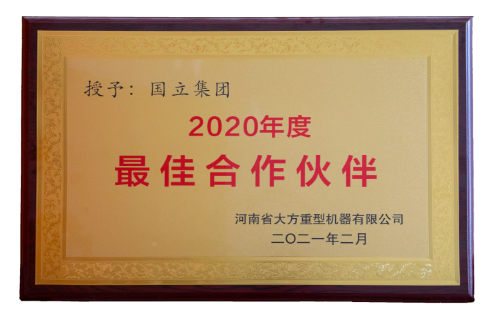 授予：国立集团
2020年度
最佳合作伙伴
河南省大方重型机器有限公司
二〇二一年二月